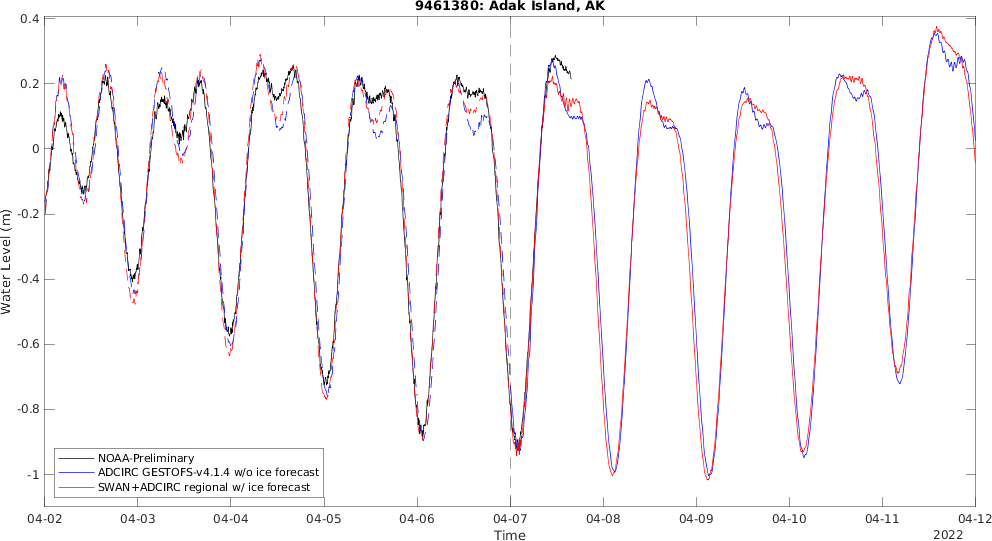 9461380: Adak Island, AK
0.4
0.2
0
-0.2
-0.4
-0.6
-0.8
-1
Water Level (m)
NOAA-Preliminary
ADCIRC GESTOFS-v4.1.4 w/o ice forecast
SWAN+ADCIRC regional w/ ice forecast
04-02 04-03 04-04 04-05 04-06 04-07 04-08 04-09 04-10 04-11 04-12
Time
2022